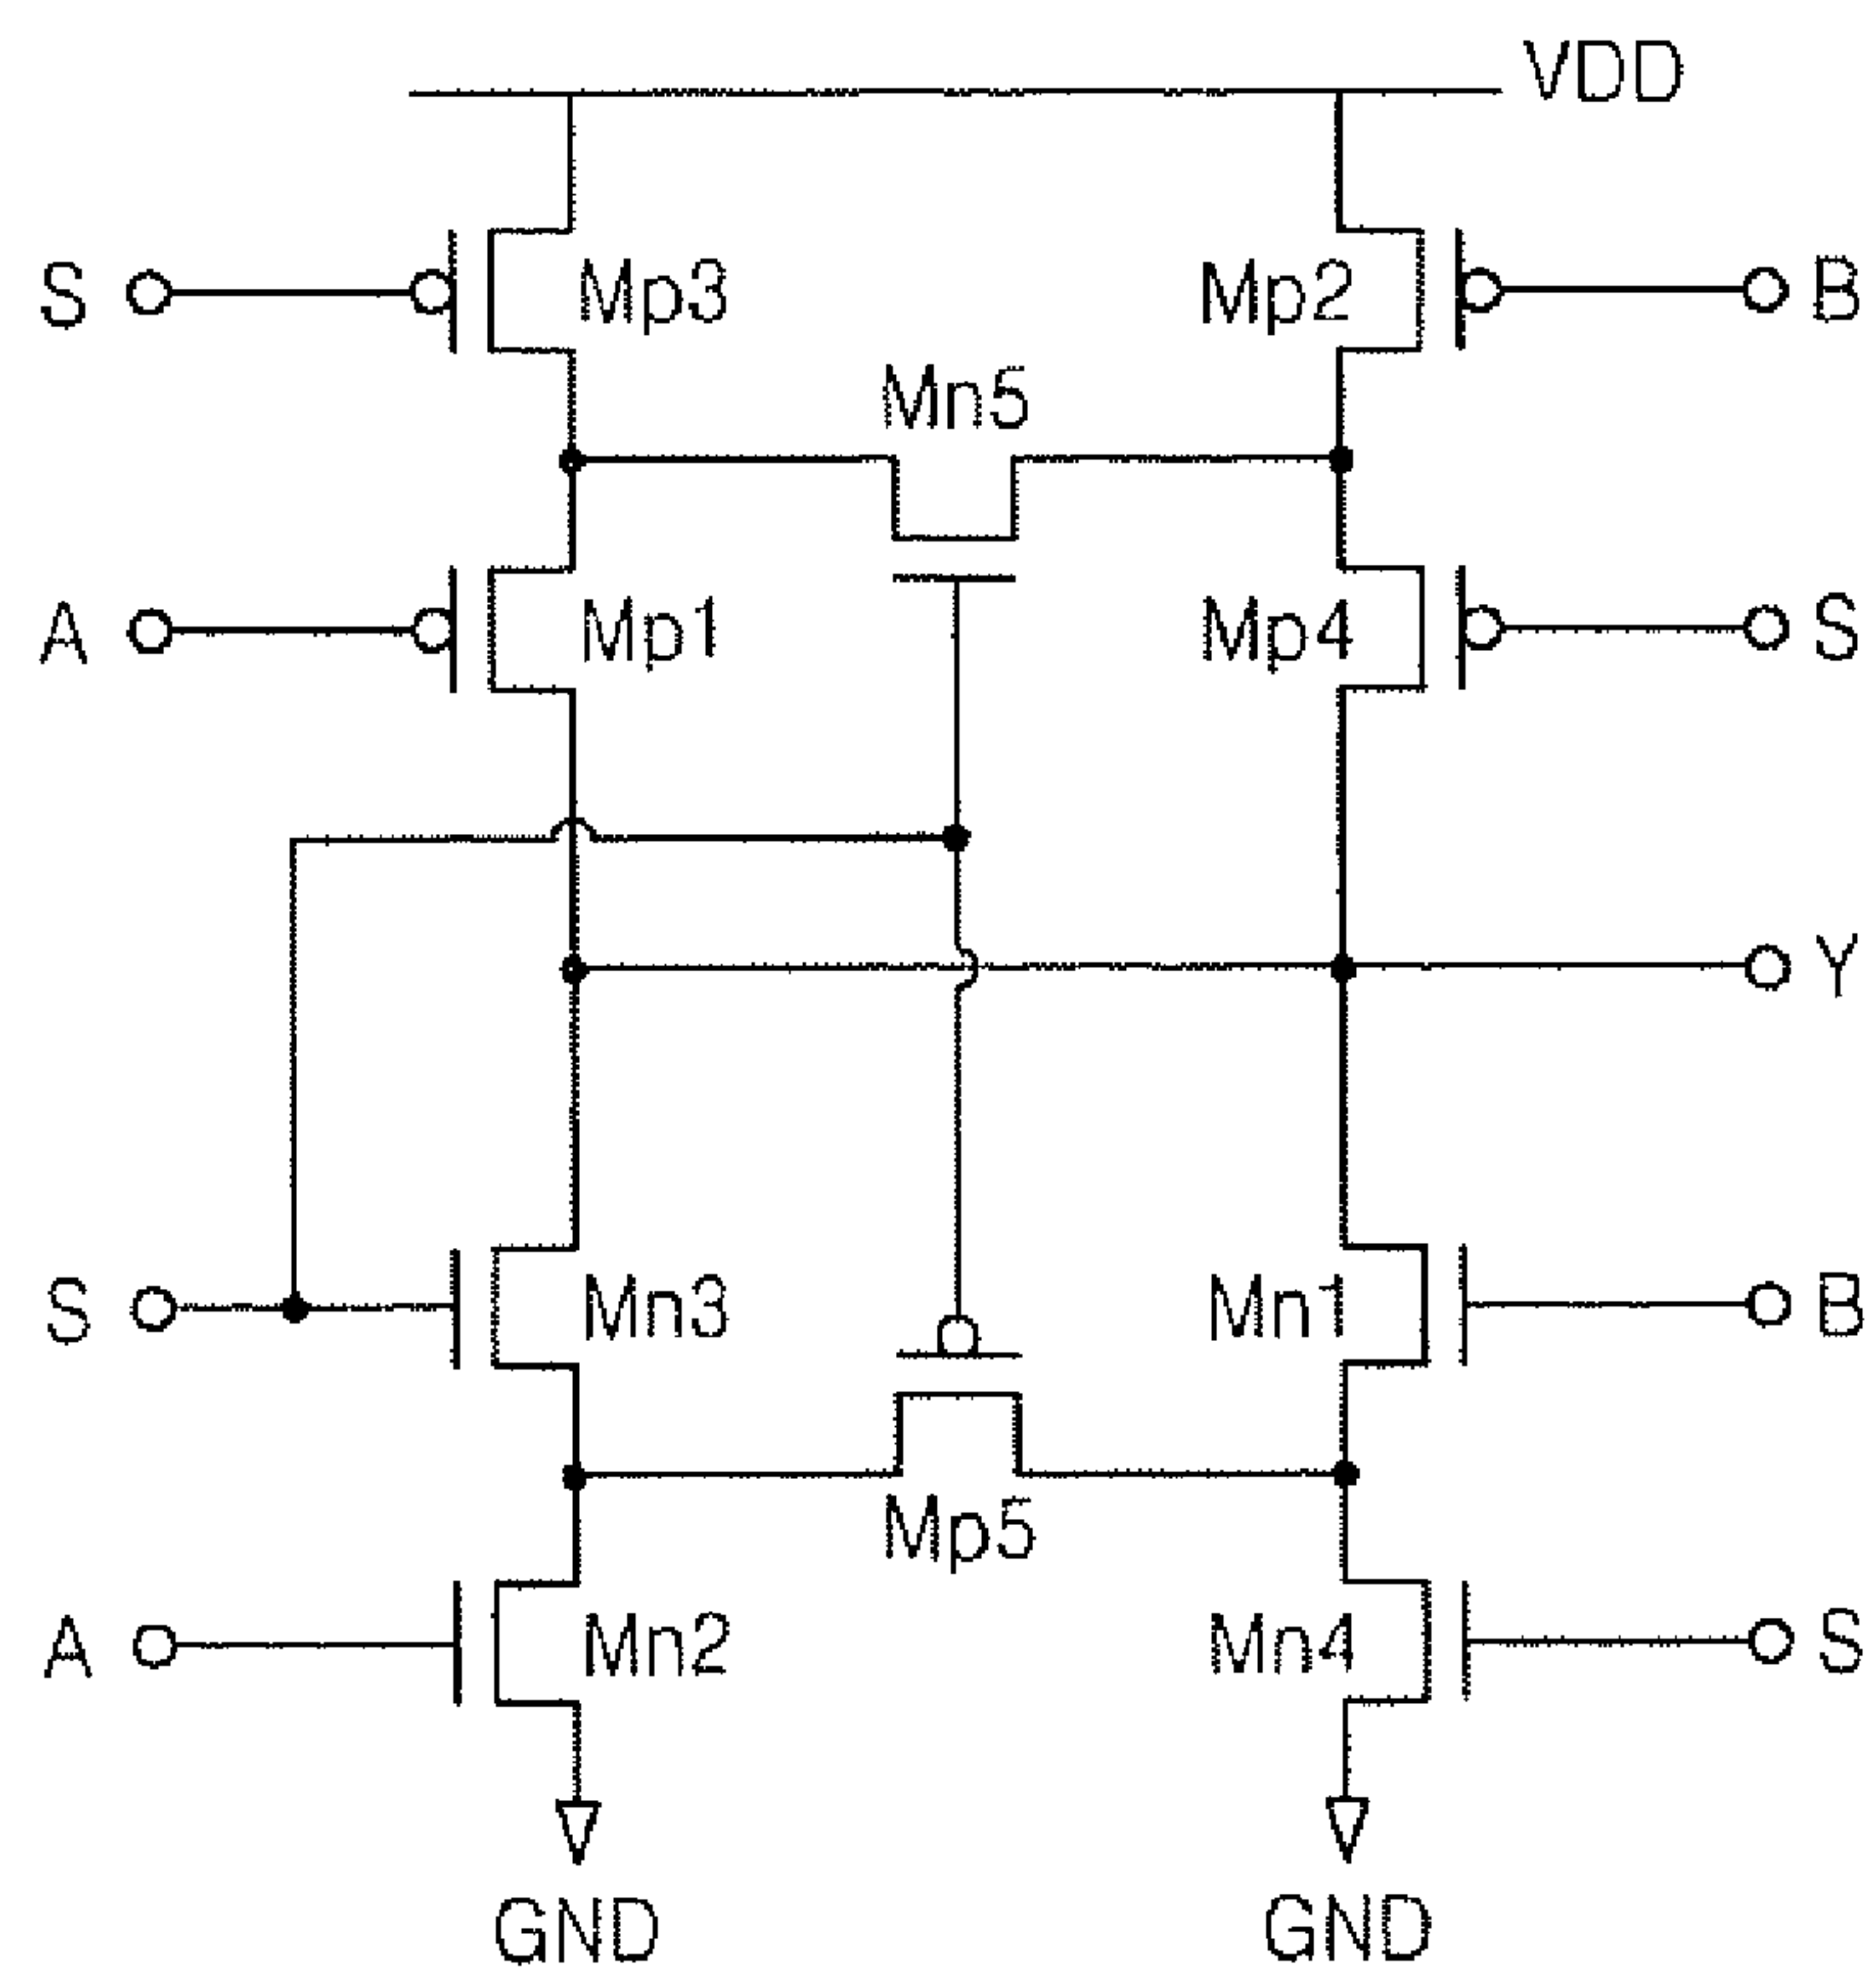 VDD
S Mp3 Mp2 B
Mn5
A Mp1 Mp4 S
Y
S Mn3 Mn1 B
Mp5
A Mn2 Mn4 S
GND GND